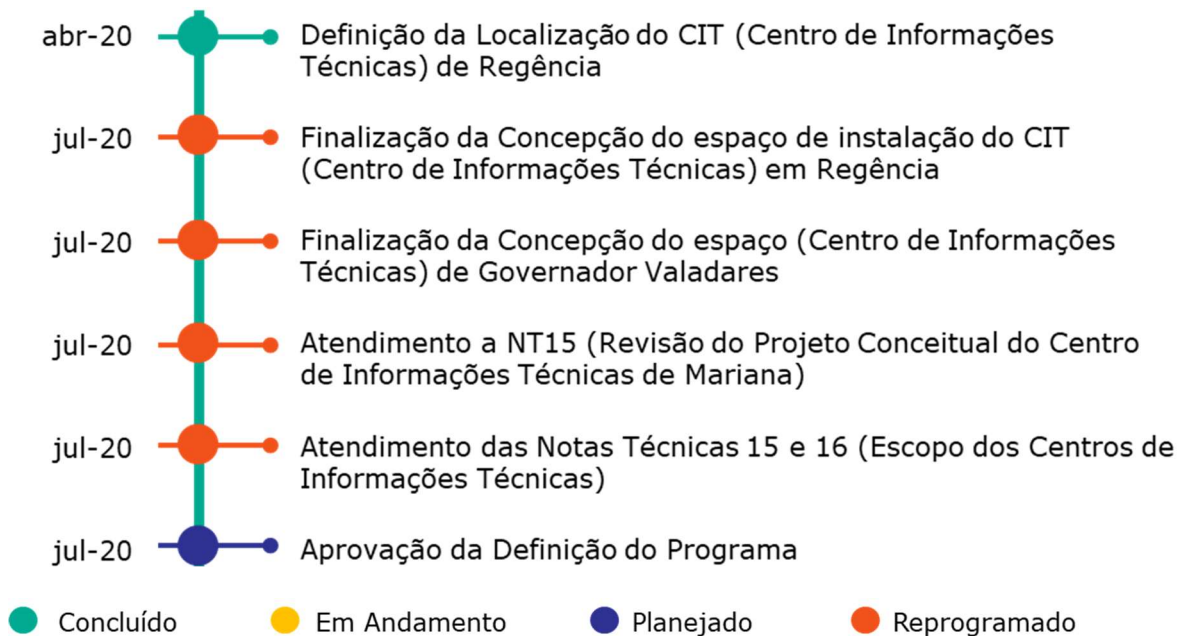 abr-20 Definição da Localização do CIT (Centro de Informações
Técnicas) de Regência
jul-20 Finalização da Concepção do espaço de instalação do CIT
(Centro de Informações Técnicas) em Regência
jul-20 Finalização da Concepção do espaço (Centro de Informações
Técnicas) de Governador Valadares
jul-20 Atendimento a NT15 (Revisão do Projeto Conceitual do Centro
de Informações Técnicas de Mariana)
jul-20 Atendimento das Notas Técnicas 15 e 16 (Escopo dos Centros de
Informações Técnicas)
jul-20 Aprovação da Definição do Programa
Concluído Em Andamento Planejado Reprogramado